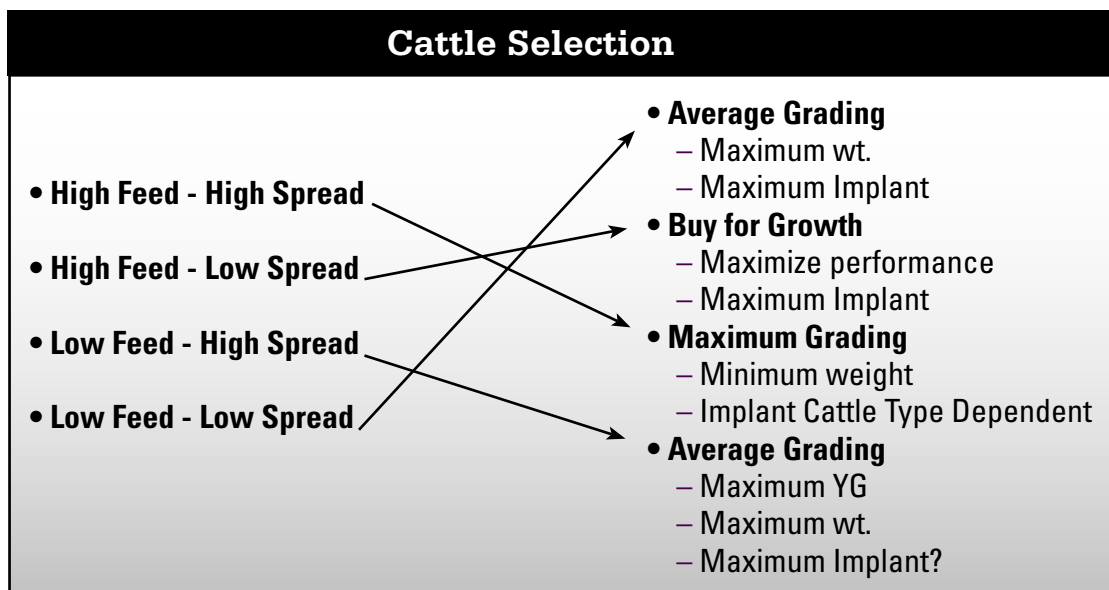 Cattle Selection
• High Feed - High Spread
• High Feed - Low Spread
• Low Feed - High Spread
• Low Feed - Low Spread
• Average Grading
– Maximum wt.
– Maximum Implant
• Buy for Growth
– Maximize performance
– Maximum Implant
• Maximum Grading
– Minimum weight
– Implant Cattle Type Dependent
• Average Grading
– Maximum YG
– Maximum wt.
– Maximum Implant?